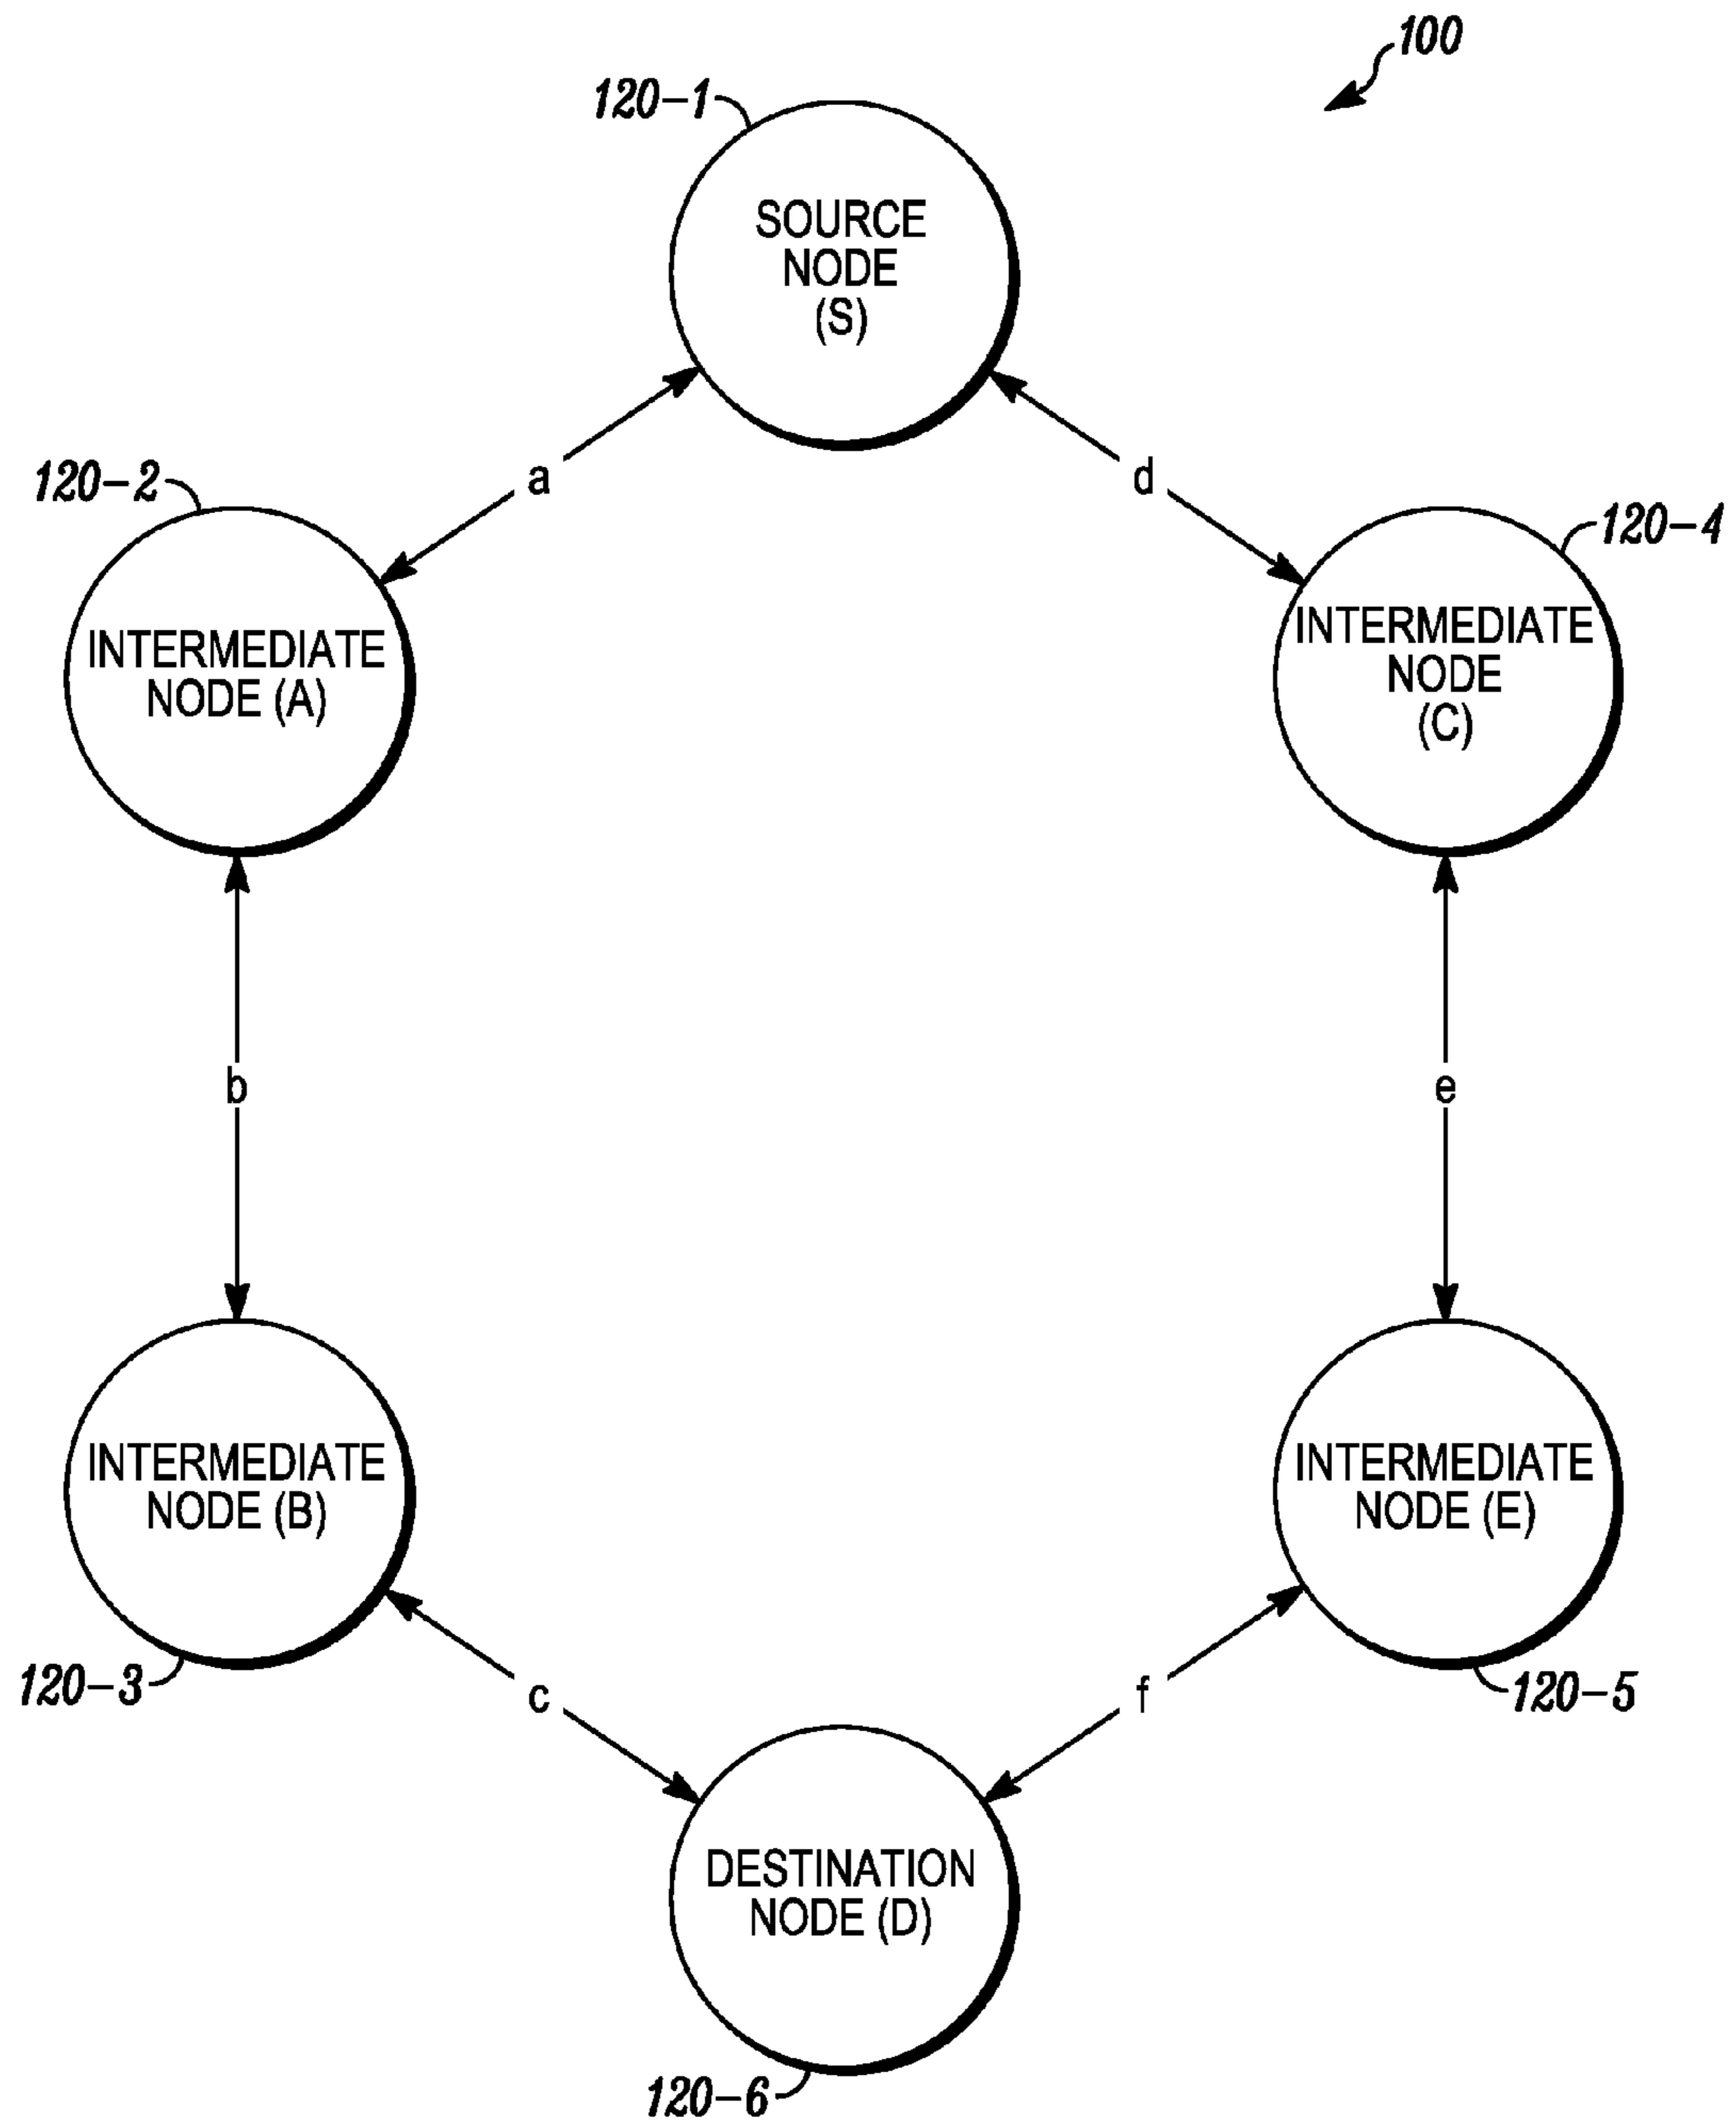 100
120-1
SOURCE
NODE
(S)
a
d
120-2
120-4
INTERMEDIATE
NODE (A)
INTERMEDIATE
NODE
(C)
b
e
INTERMEDIATE
NODE (B)
INTERMEDIATE
NODE (E)
120-3
120-5
c
f
DESTINATION
NODE (D)
120-6